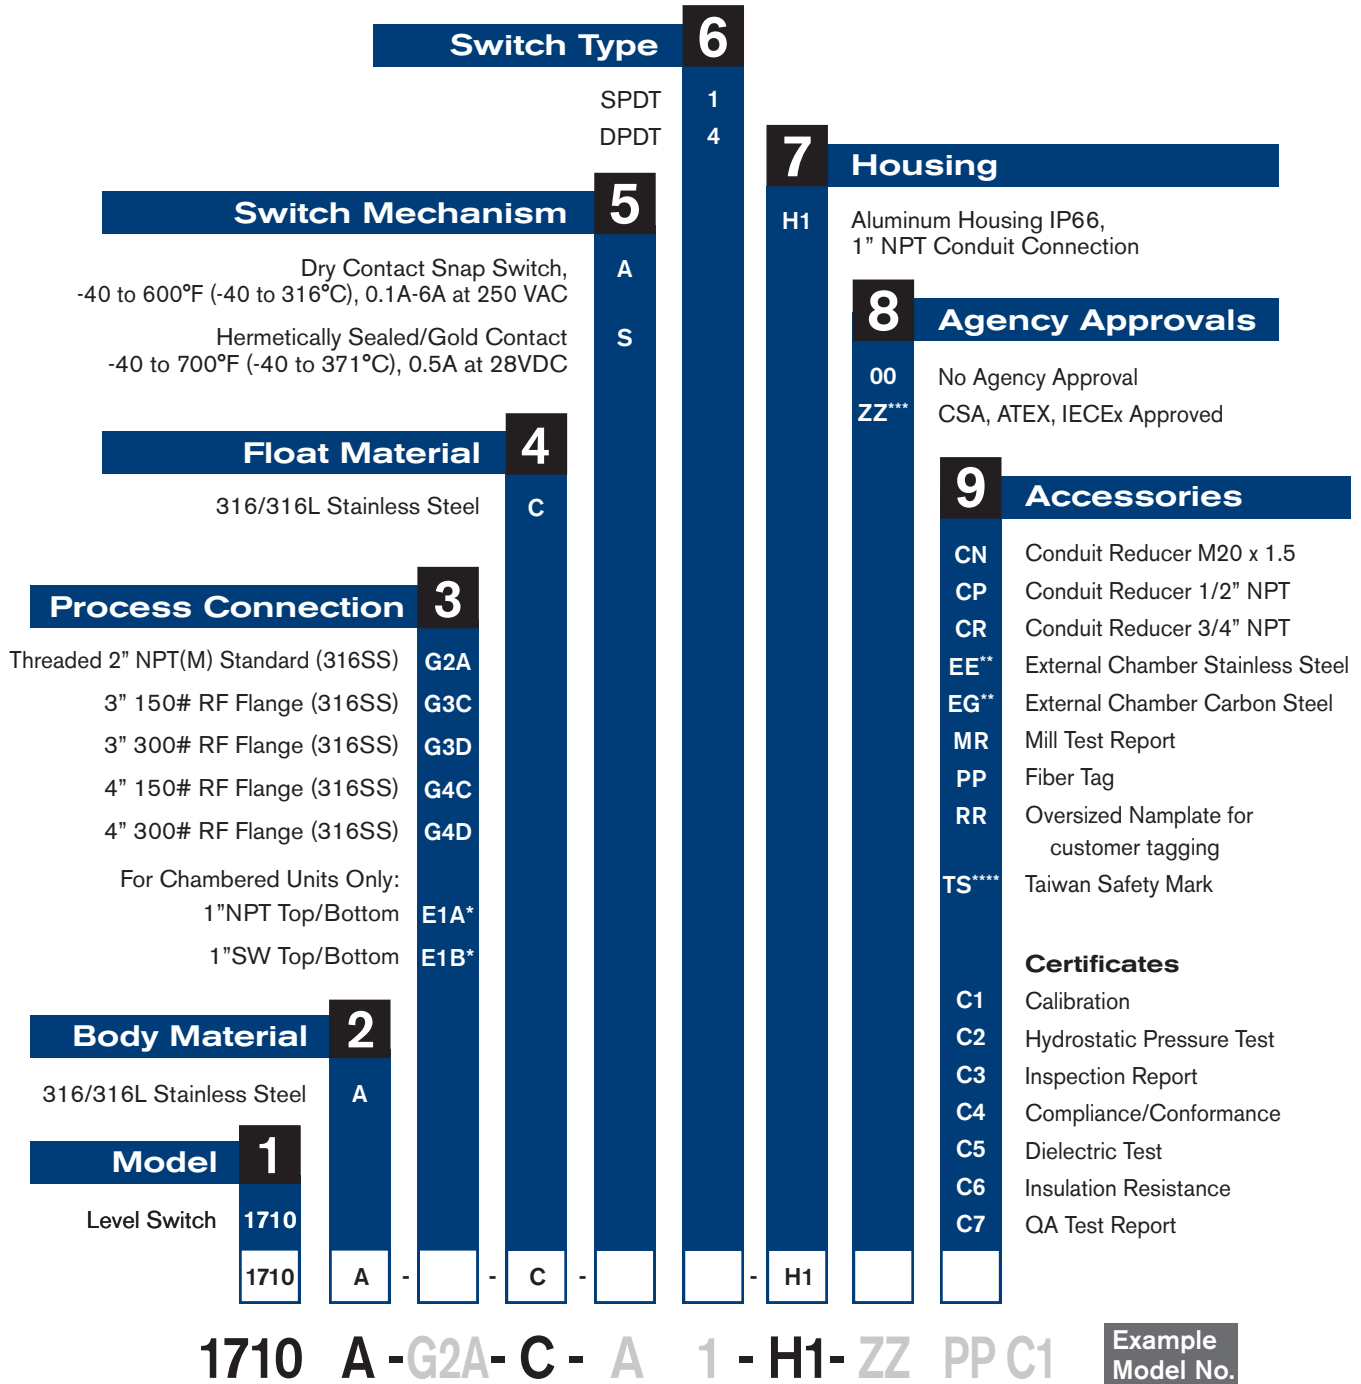 Switch Type 6
SPDT 1
DPDT 4
7 Housing
H1 Aluminum Housing IP66,
1" NPT Conduit Connection
Switch Mechanism 5
Dry Contact Snap Switch, A
-40 to 600°F (-40 to 316°C), 0.1A-6A at 250 VAC
Hermetically Sealed/Gold Contact S
-40 to 700°F (-40 to 371°C), 0.5A at 28VDC
8 Agency Approvals
00 No Agency Approval
ZZ*** CSA, ATEX, IECEx Approved
Float Material 4
316/316L Stainless Steel C
9 Accessories
CN Conduit Reducer M20 x 1.5
CP Conduit Reducer 1/2" NPT
CR Conduit Reducer 3/4" NPT
EE** External Chamber Stainless Steel
EG** External Chamber Carbon Steel
MR Mill Test Report
PP Fiber Tag
RR Oversized Namplate for
customer tagging
TS**** Taiwan Safety Mark
Certificates
C1 Calibration
C2 Hydrostatic Pressure Test
C3 Inspection Report
C4 Compliance/Conformance
C5 Dielectric Test
C6 Insulation Resistance
C7 QA Test Report
Process Connection 3
Threaded 2" NPT(M) Standard (316SS) G2A
3" 150# RF Flange (316SS) G3C
3" 300# RF Flange (316SS) G3D
4" 150# RF Flange (316SS) G4C
4" 300# RF Flange (316SS) G4D
For Chambered Units Only:
1"NPT Top/Bottom E1A*
1"SW Top/Bottom E1B*
Body Material 2
316/316L Stainless Steel A
Model 1
Level Switch 1710
1710 A - - C - - H1
1710 A -G2A- C - A 1 - H1- ZZ PP C1
Example
Model No.